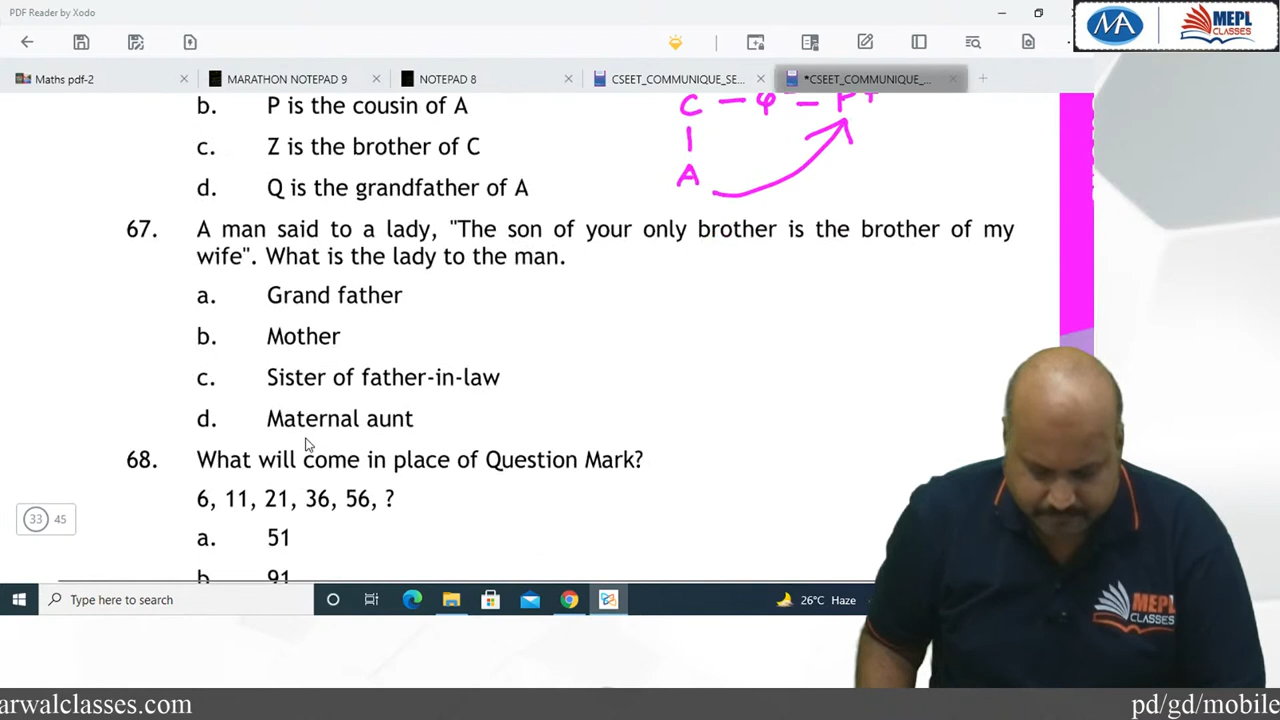 PDF Reader by Xodo
MA
MEPL
CLASSES
Maths pdf-2
MARATHON NOTEPAD 9
NOTEPAD 8
CSEET_COMMUNIQUE_SE...
*CSEET_COMMUNIQUE_...
b. P is the cousin of A
C
A
c. Z is the brother of C
d. Q is the grandfather of A
67. A man said to a lady, "The son of your only brother is the brother of my
wife". What is the lady to the man.
a. Grand father
b. Mother
c. Sister of father-in-law
d. Maternal aunt
68. What will come in place of Question Mark?
6, 11, 21, 36, 56, ?
33 45
a. 51
b. 91
Type here to search
26°C Haze
MEPL
CLASSES
arwalclasses.com
pd/gd/mobile